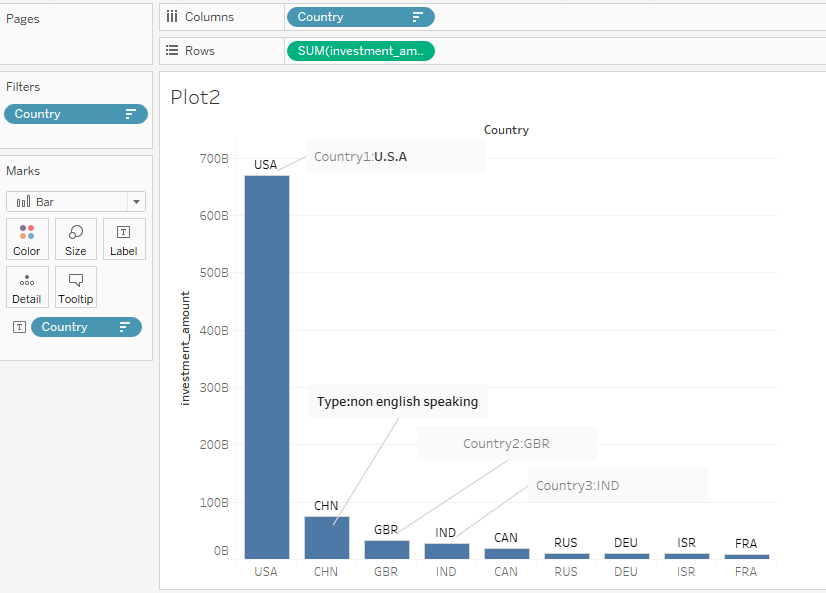 Pages
Columns
Country
Rows
SUM(investment_am..
Filters
Country
Marks
Bar
Color
Size
Label
Detail
Tooltip
Country
Plot2
Country
investment_amount
700B
600B
500B
400B
300B
200B
100B
0B
USA
Country1:U.S.A
Type:non english speaking
Country2:GBR
Country3:IND
CHN
GBR
IND
CAN
RUS
DEU
ISR
FRA
USA
CHN
GBR
IND
CAN
RUS
DEU
ISR
FRA